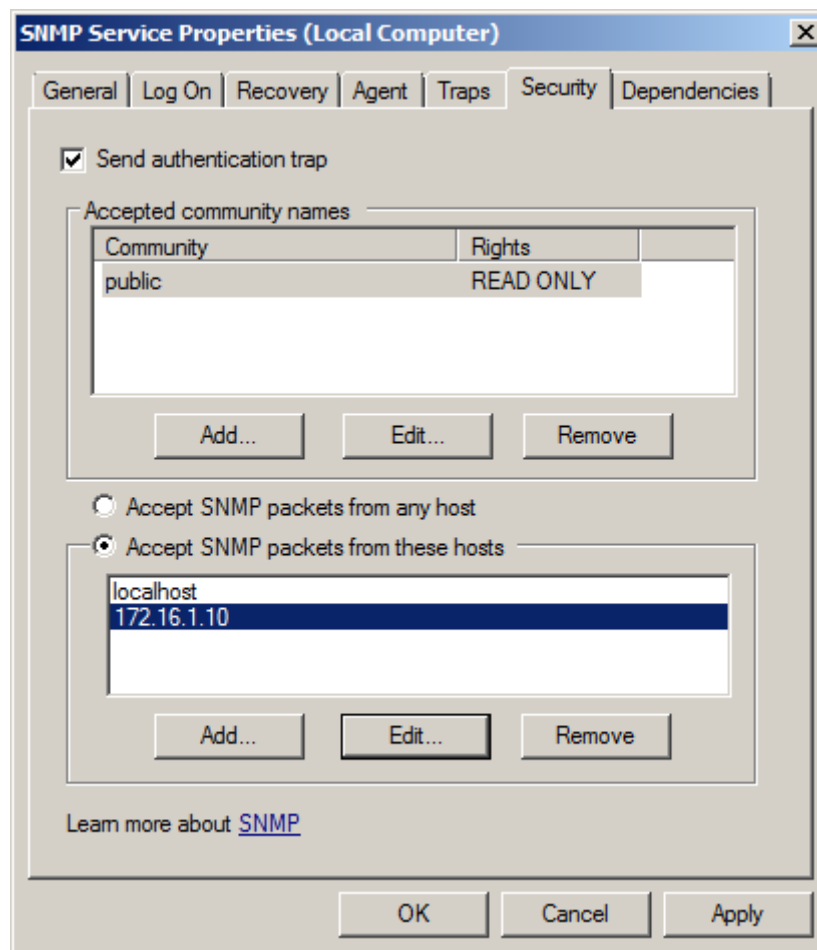 SNMP Service Properties (Local Computer)
General Log On Recovery Agent Traps Security Dependencies
Send authentication trap
Accepted community names
Community Rights
public READ ONLY
Add... Edit... Remove
Accept SNMP packets from any host
Accept SNMP packets from these hosts
localhost
172.16.1.10
Add... Edit... Remove
Learn more about SNMP
OK Cancel Apply